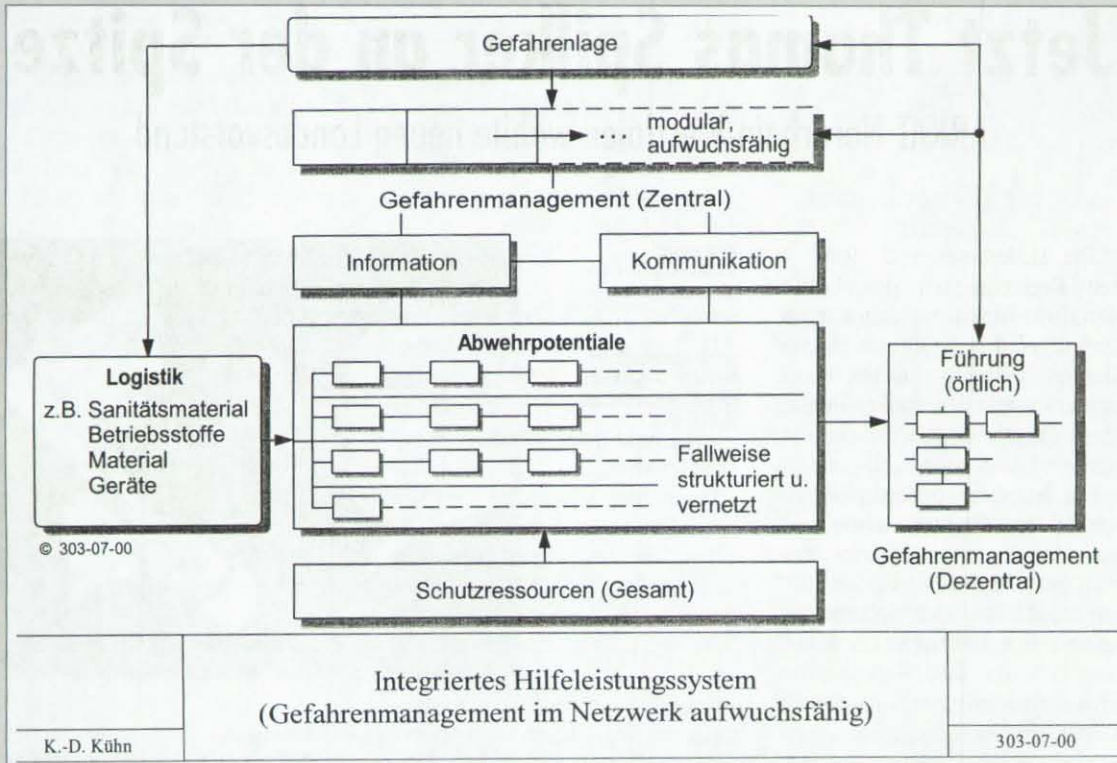 Gefahrenlage
modular,
aufwuchsfähig
Gefahrenmanagement (Zentral)
Information
Kommunikation
Abwehrpotentiale
Fallweise
strukturiert u.
vernetzt
Logistik
z.B. Sanitätsmaterial
Betriebsstoffe
Material
Geräte
© 303-07-00
Führung
(örtlich)
Gefahrenmanagement
(Dezentral)
Schutzressourcen (Gesamt)
Integriertes Hilfeleistungssystem
(Gefahrenmanagement im Netzwerk aufwuchsfähig)
K.-D. Kühn
303-07-00